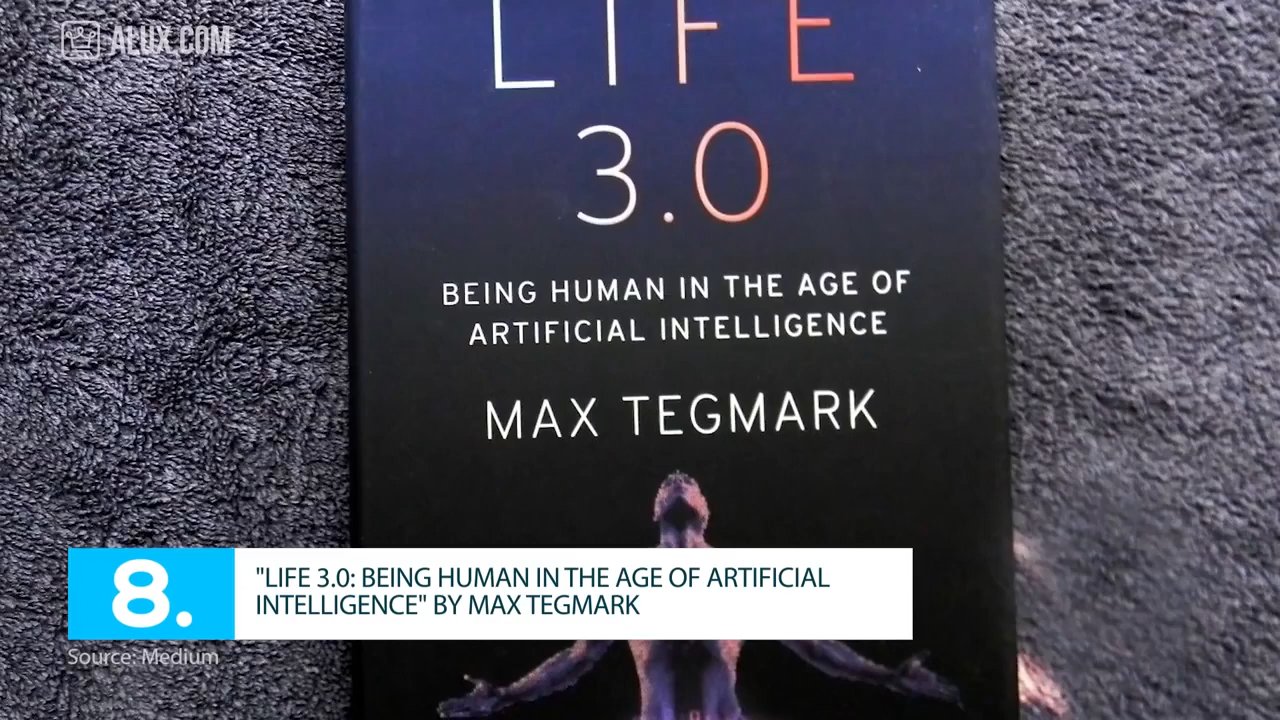 ALUX.COM
LIFE
3.0
BEING HUMAN IN THE AGE OF
ARTIFICIAL INTELLIGENCE
MAX TEGMARK
8.
"LIFE 3.0: BEING HUMAN IN THE AGE OF ARTIFICIAL
INTELLIGENCE" BY MAX TEGMARK
Source: Medium